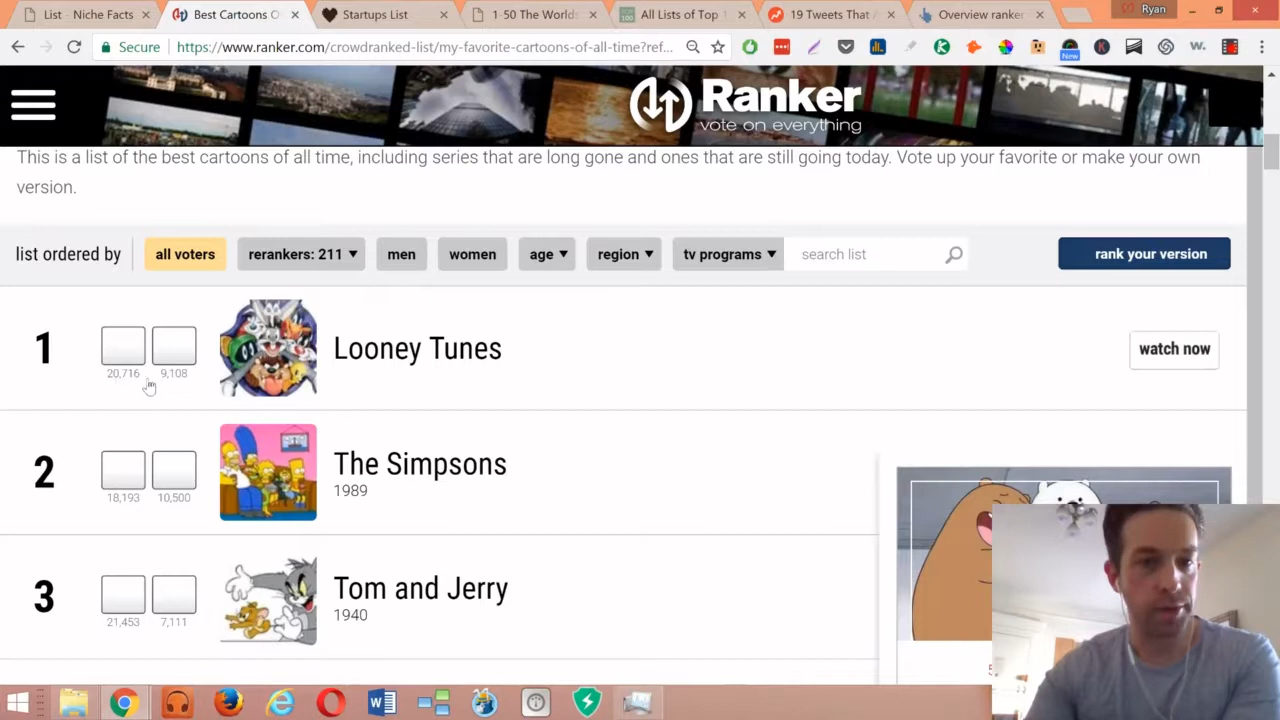 List - Niche Facts
Best Cartoons O
Startups List
1-50 The Worlds
All Lists of Top 1
19 Tweets That A
Overview ranker
Ryan
Secure
https://www.ranker.com/crowdranked-list/my-favorite-cartoons-of-all-time?ref...
New
Ranker
vote on everything
This is a list of the best cartoons of all time, including series that are long gone and ones that are still going today. Vote up your favorite or make your own
version.
list ordered by
all voters
rerankers: 211
men
women
age
region
tv programs
search list
rank your version
1
20,716
9,108
Looney Tunes
watch now
2
18,193
10,500
The Simpsons
1989
3
21,453
7,111
Tom and Jerry
1940